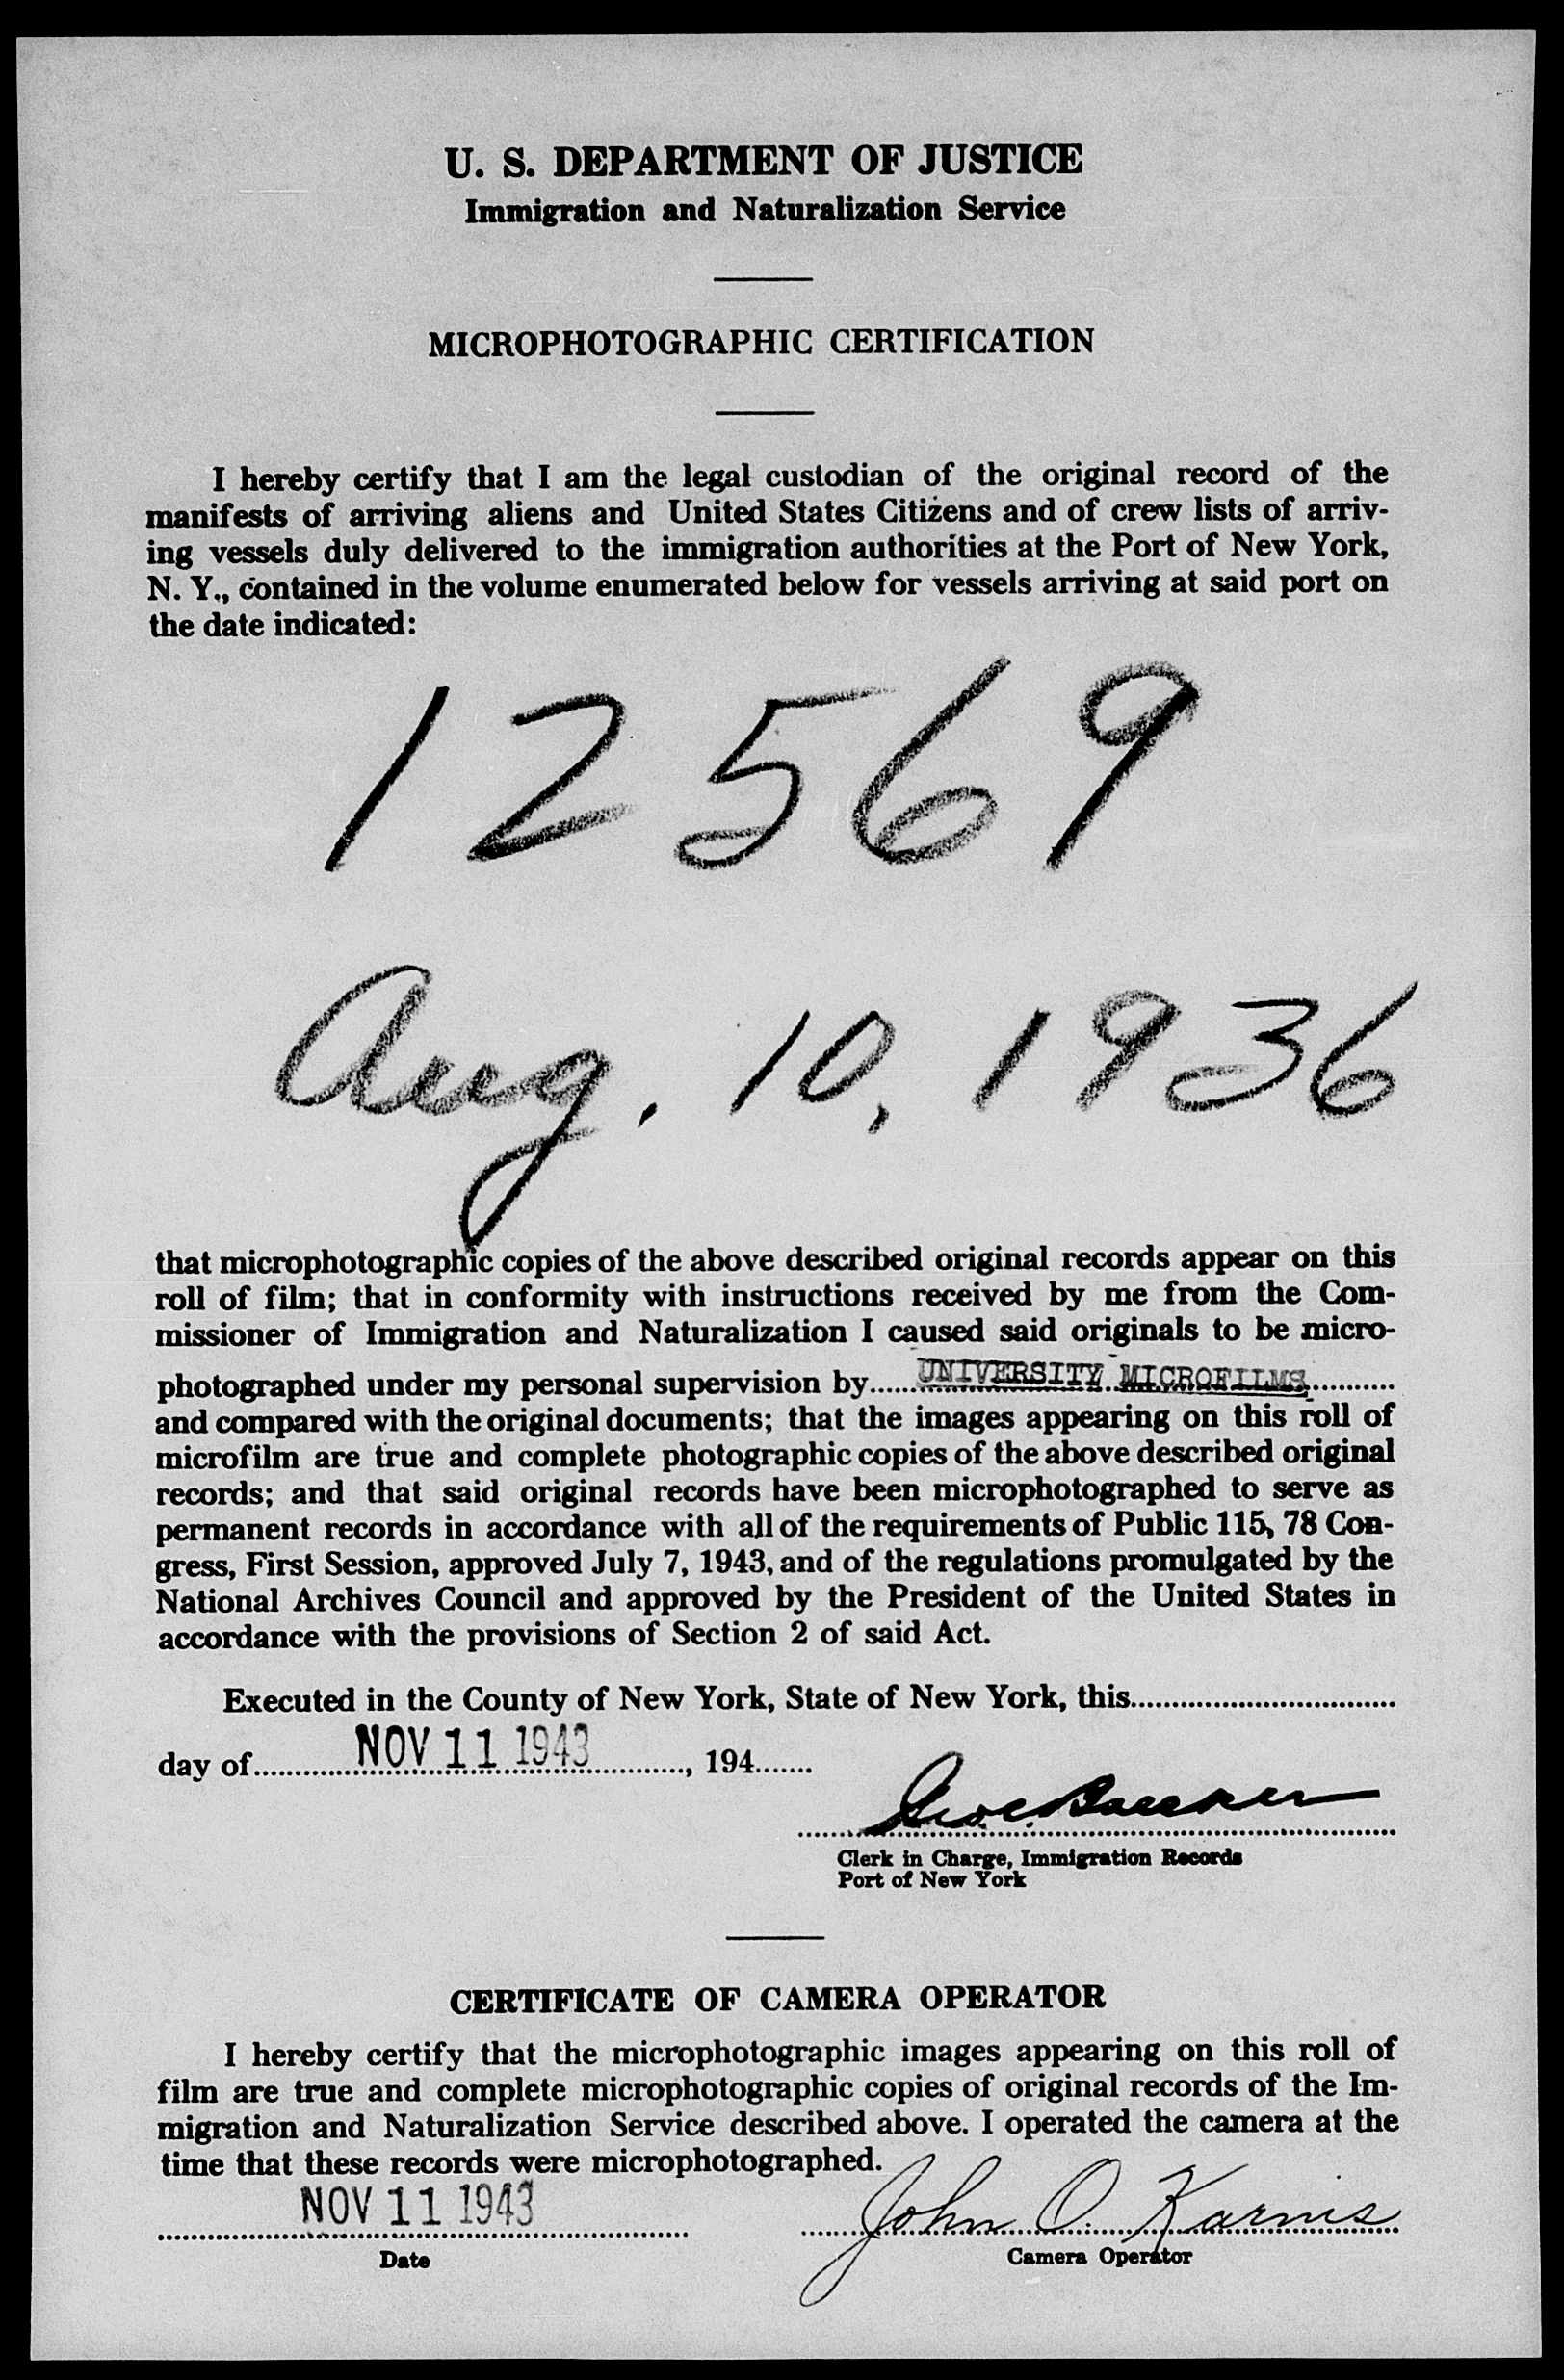 U. S. DEPARTMENT OF JUSTICE
Immigration and Naturalization Service
MICROPHOTOGRAPHIC CERTIFICATION
I hereby certify that I am the legal custodian of the original record of the
manifests of arriving aliens and United States Citizens and of crew lists of arriv-
ing vessels duly delivered to the immigration authorities at the Port of New York,
N. Y., contained in the volume enumerated below for vessels arriving at said port on
the date indicated:
12569
Aug. 10, 1936
that microphotographic copies of the above described original records appear on this
roll of film; that in conformity with instructions received by me from the Com-
missioner of Immigration and Naturalization I caused said originals to be micro-
photographed under my personal supervision by......UNIVERSITY MICROFILMS............
and compared with the original documents; that the images appearing on this roll of
microfilm are true and complete photographic copies of the above described original
records; and that said original records have been microphotographed to serve as
permanent records in accordance with all of the requirements of Public 115, 78 Con-
gress, First Session, approved July 7, 1943, and of the regulations promulgated by the
National Archives Council and approved by the President of the United States in
accordance with the provisions of Section 2 of said Act.
Executed in the County of New York, State of New York, this................................
day of............NOV 11 1943............, 194.......
Clerk in Charge, Immigration Records
Port of New York
CERTIFICATE OF CAMERA OPERATOR
I hereby certify that the microphotographic images appearing on this roll of
film are true and complete microphotographic copies of original records of the Im-
migration and Naturalization Service described above. I operated the camera at the
time that these records were microphotographed.
NOV 11 1943 John O. Karnis
Date Camera Operator